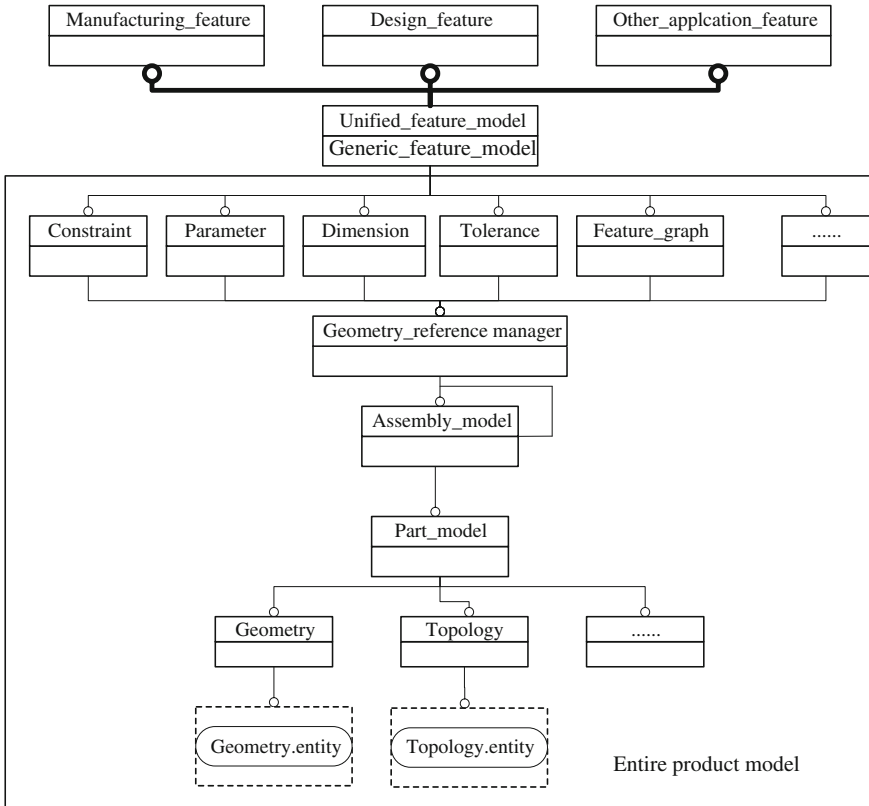 Manufacturing_feature
Design_feature
Other_applcation_feature
Unified_feature_model
Generic_feature_model
Constraint
Parameter
Dimension
Tolerance
Feature_graph
......
Geometry_reference manager
Assembly_model
Part_model
Geometry
Topology
......
Geometry.entity
Topology.entity
Entire product model